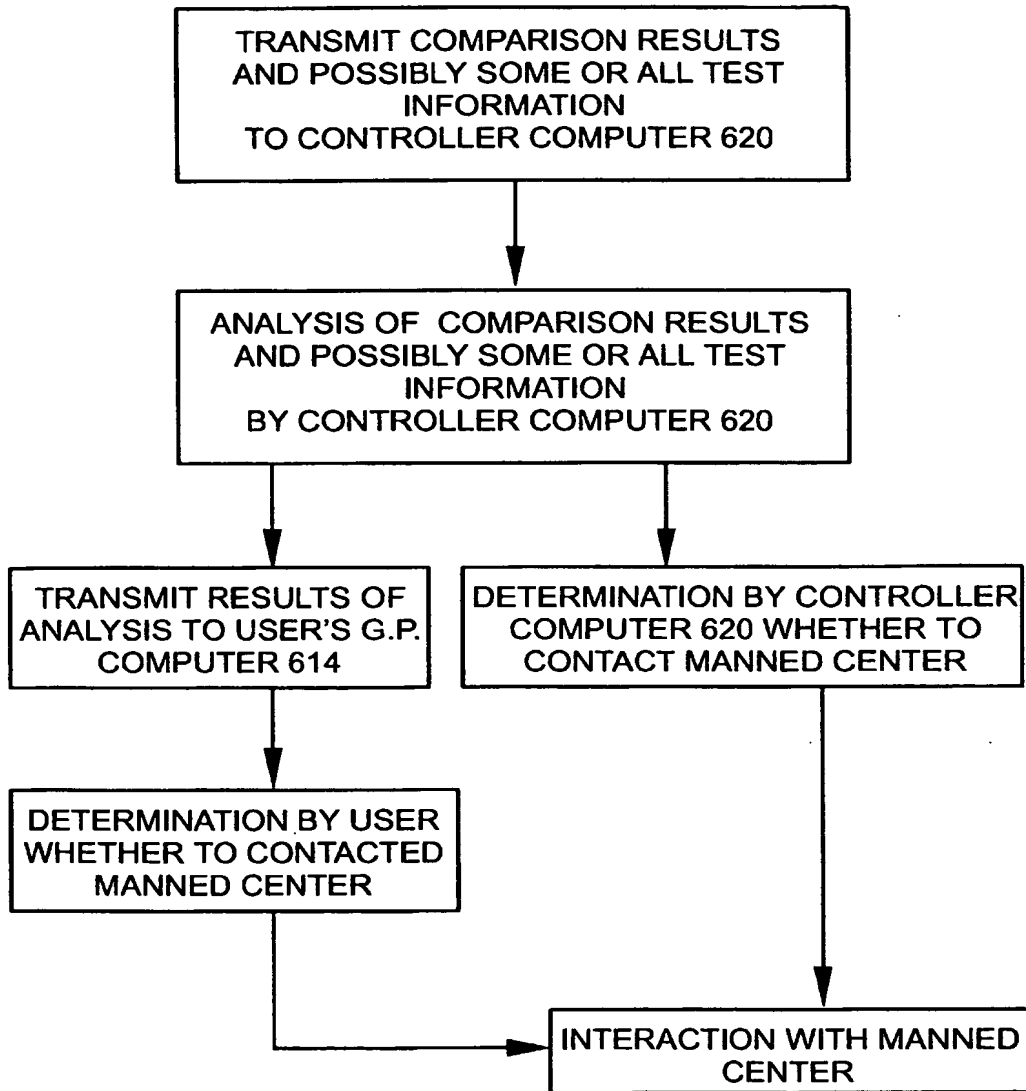 TRANSMIT COMPARISON RESULTS
AND POSSIBLY SOME OR ALL TEST
INFORMATION
TO CONTROLLER COMPUTER 620
ANALYSIS OF COMPARISON RESULTS
AND POSSIBLY SOME OR ALL TEST
INFORMATION
BY CONTROLLER COMPUTER 620
TRANSMIT RESULTS OF
ANALYSIS TO USER'S G.P.
COMPUTER 614
DETERMINATION BY CONTROLLER
COMPUTER 620 WHETHER TO
CONTACT MANNED CENTER
DETERMINATION BY USER
WHETHER TO CONTACTED
MANNED CENTER
INTERACTION WITH MANNED
CENTER